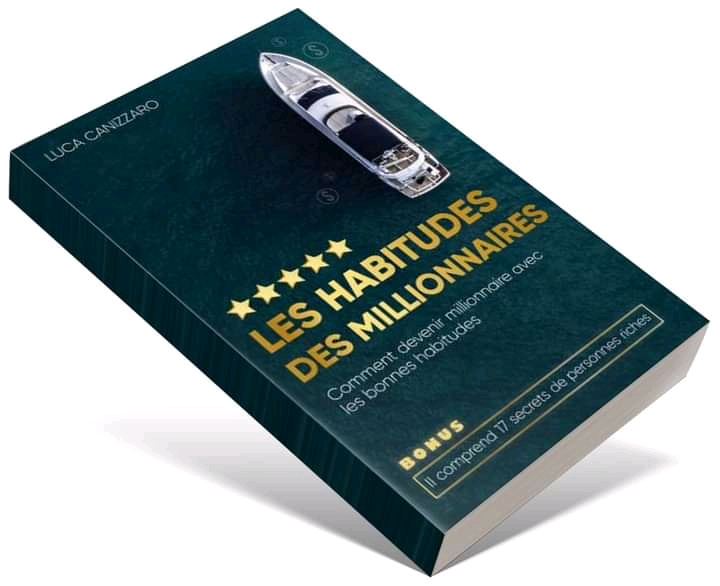 LUCA CANIZZARO
LES HABITUDES
DES MILLIONNAIRES
Comment devenir millionnaire avec
les bonnes habitudes
BONUS
Il comprend 17 secrets de personnes riches